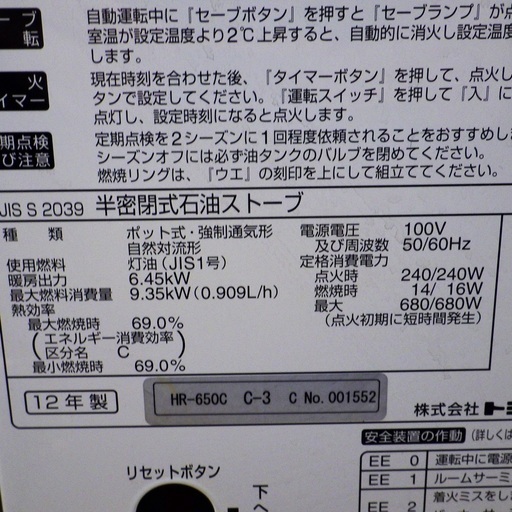 自動運転中に『セーブボタン』を押すと『セーブランプ』が点
室温が設定温度より2℃上昇すると、自動的に消火し設定温度
します。
現在時刻を合わせた後、『タイマーボタン』を押して、点火し
タンで設定してください。『運転スイッチ』を押して『入』に
点灯し、設定時刻になると点火します。
定期点検を2シーズンに1回程度依頼されることをおすすめしま
シーズンオフには必ず油タンクのバルブを閉めてください。
燃焼リングは、『ウエ』の刻印を上にして組立ててください。
ーブ
転
火
イマー
期点検
び注意
JIS S 2039 半密閉式石油ストーブ
種 類 ポット式・強制通気形
自然対流形
使用燃料 灯油(JIS1号)
暖房出力 6.45kW
最大燃料消費量 9.35kW(0.909L/h)
熱効率
最大燃焼時 69.0%
(エネルギー消費効率)
(区分名 C)
最小燃焼時 69.0%
電源電圧 100V
及び周波数 50/60Hz
定格消費電力
点火時 240/240W
燃焼時 14/ 16W
最大 680/680W
(点火初期に短時間発生)
12年製
HR-650C C-3 C No. 001552
株式会社トヨ
安全装置の作動(詳しくは
EE 0 運転中に電源
EE 1 ルームサーミ
EE 2 着火ミスをし
リセットボタン
下
へ